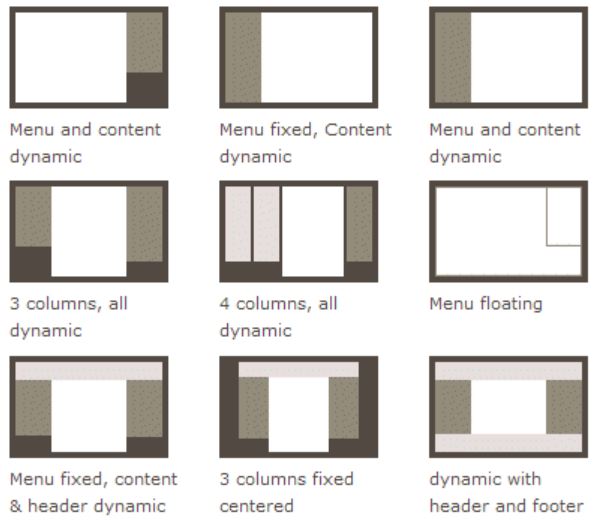 Menu and content
dynamic
Menu fixed, Content
dynamic
Menu and content
dynamic
3 columns, all
dynamic
4 columns, all
dynamic
Menu floating
Menu fixed, content
& header dynamic
3 columns fixed
centered
dynamic with
header and footer